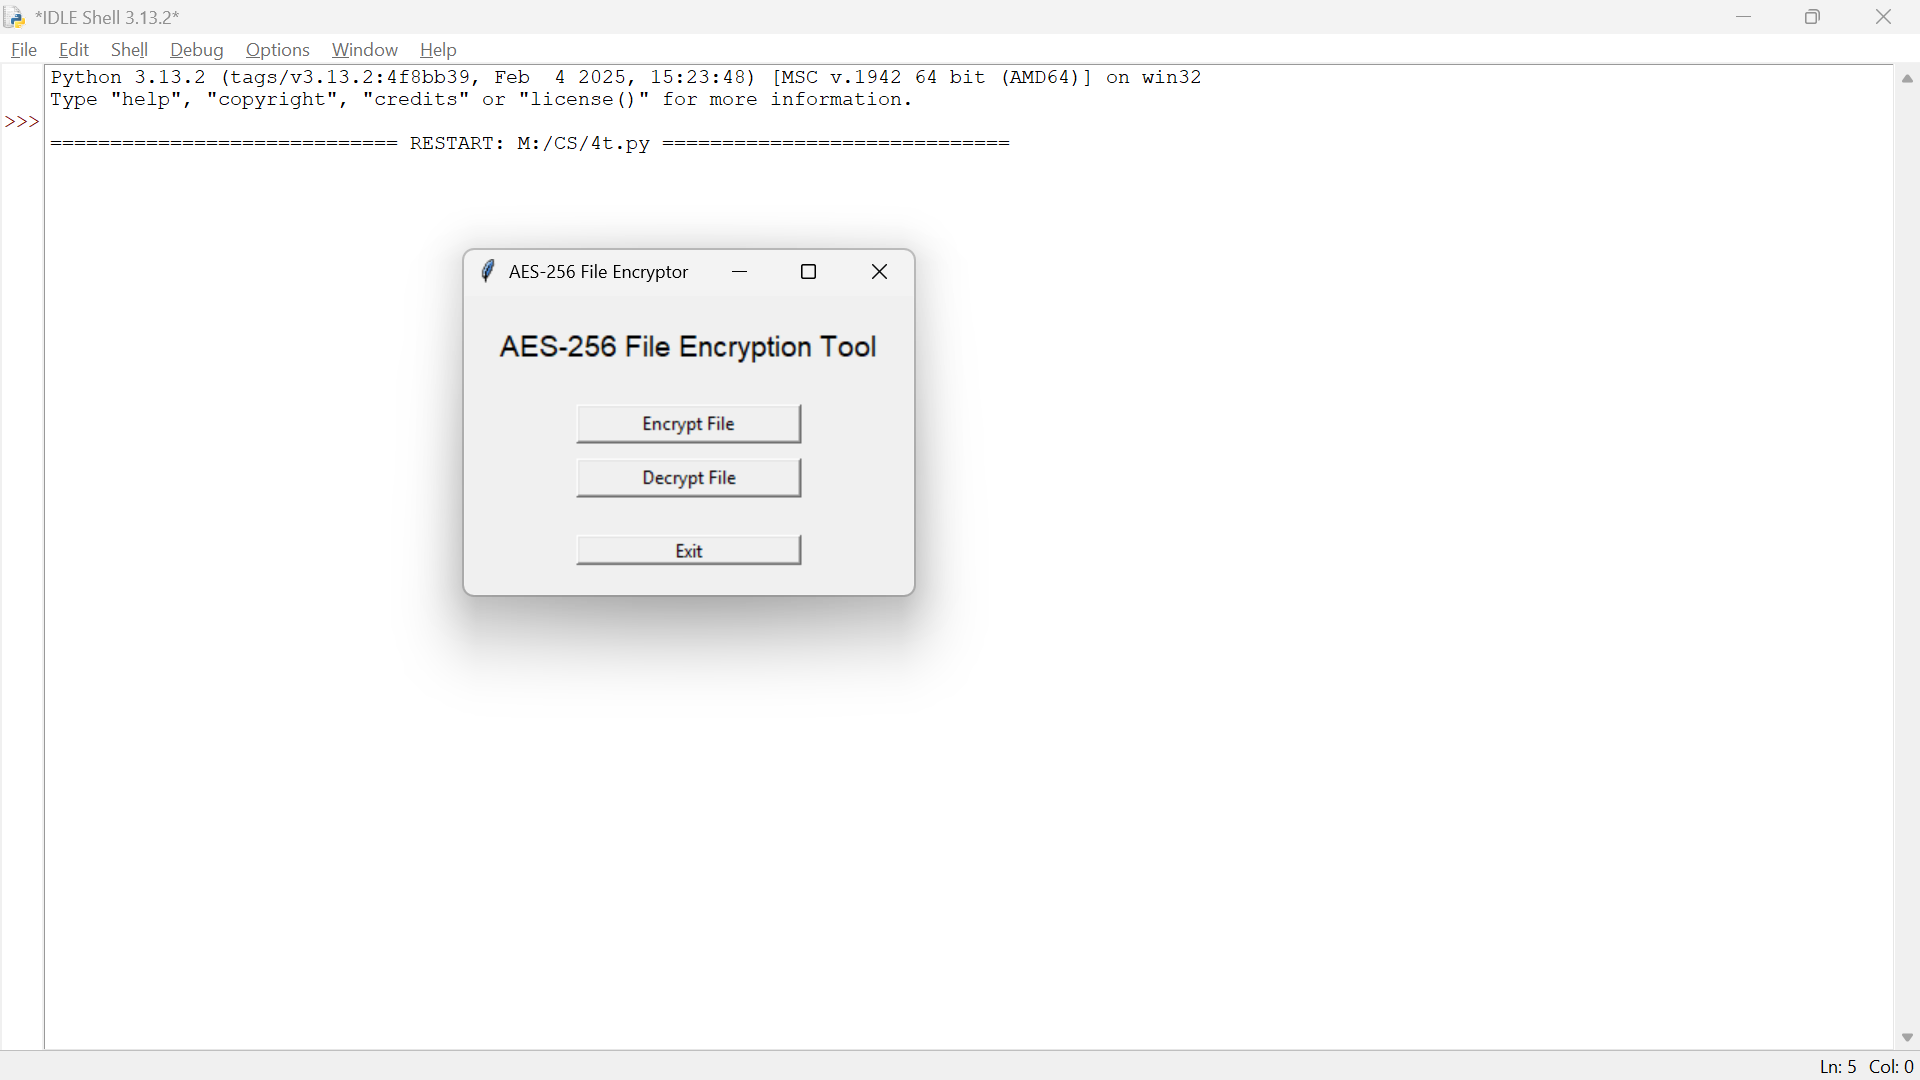 *IDLE Shell 3.13.2*
File Edit Shell Debug Options Window Help
Python 3.13.2 (tags/v3.13.2:4f8bb39, Feb  4 2025, 15:23:48) [MSC v.1942 64 bit (AMD64)] on win32
Type "help", "copyright", "credits" or "license()" for more information.
>>>
============================= RESTART: M:/CS/4t.py =============================
AES-256 File Encryptor
AES-256 File Encryption Tool
Encrypt File
Decrypt File
Exit
Ln: 5 Col: 0